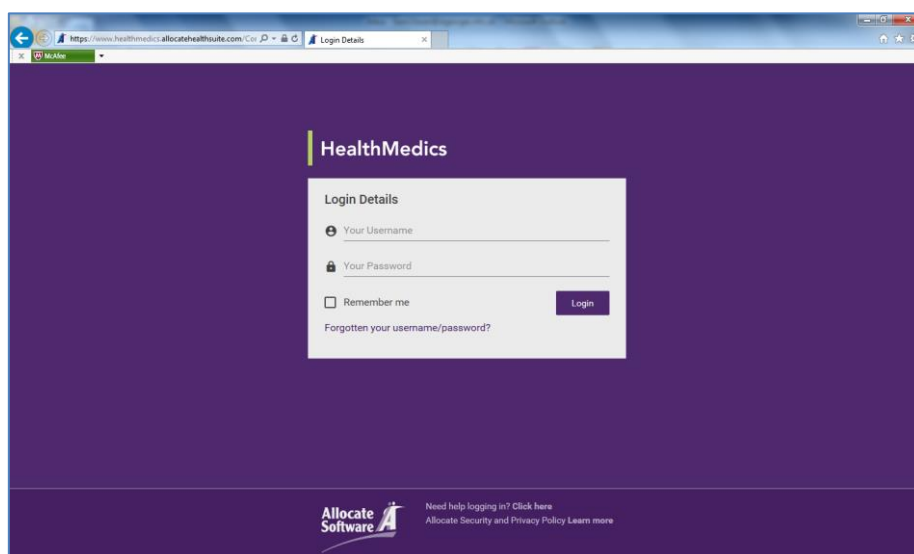 https://www.healthmedics.allocatehealthsuite.com/Cor
Login Details
McAfee
HealthMedics
Login Details
Your Username
Your Password
Remember me
Login
Forgotten your username/password?
Allocate
Software
Need help logging in? Click here
Allocate Security and Privacy Policy Learn more